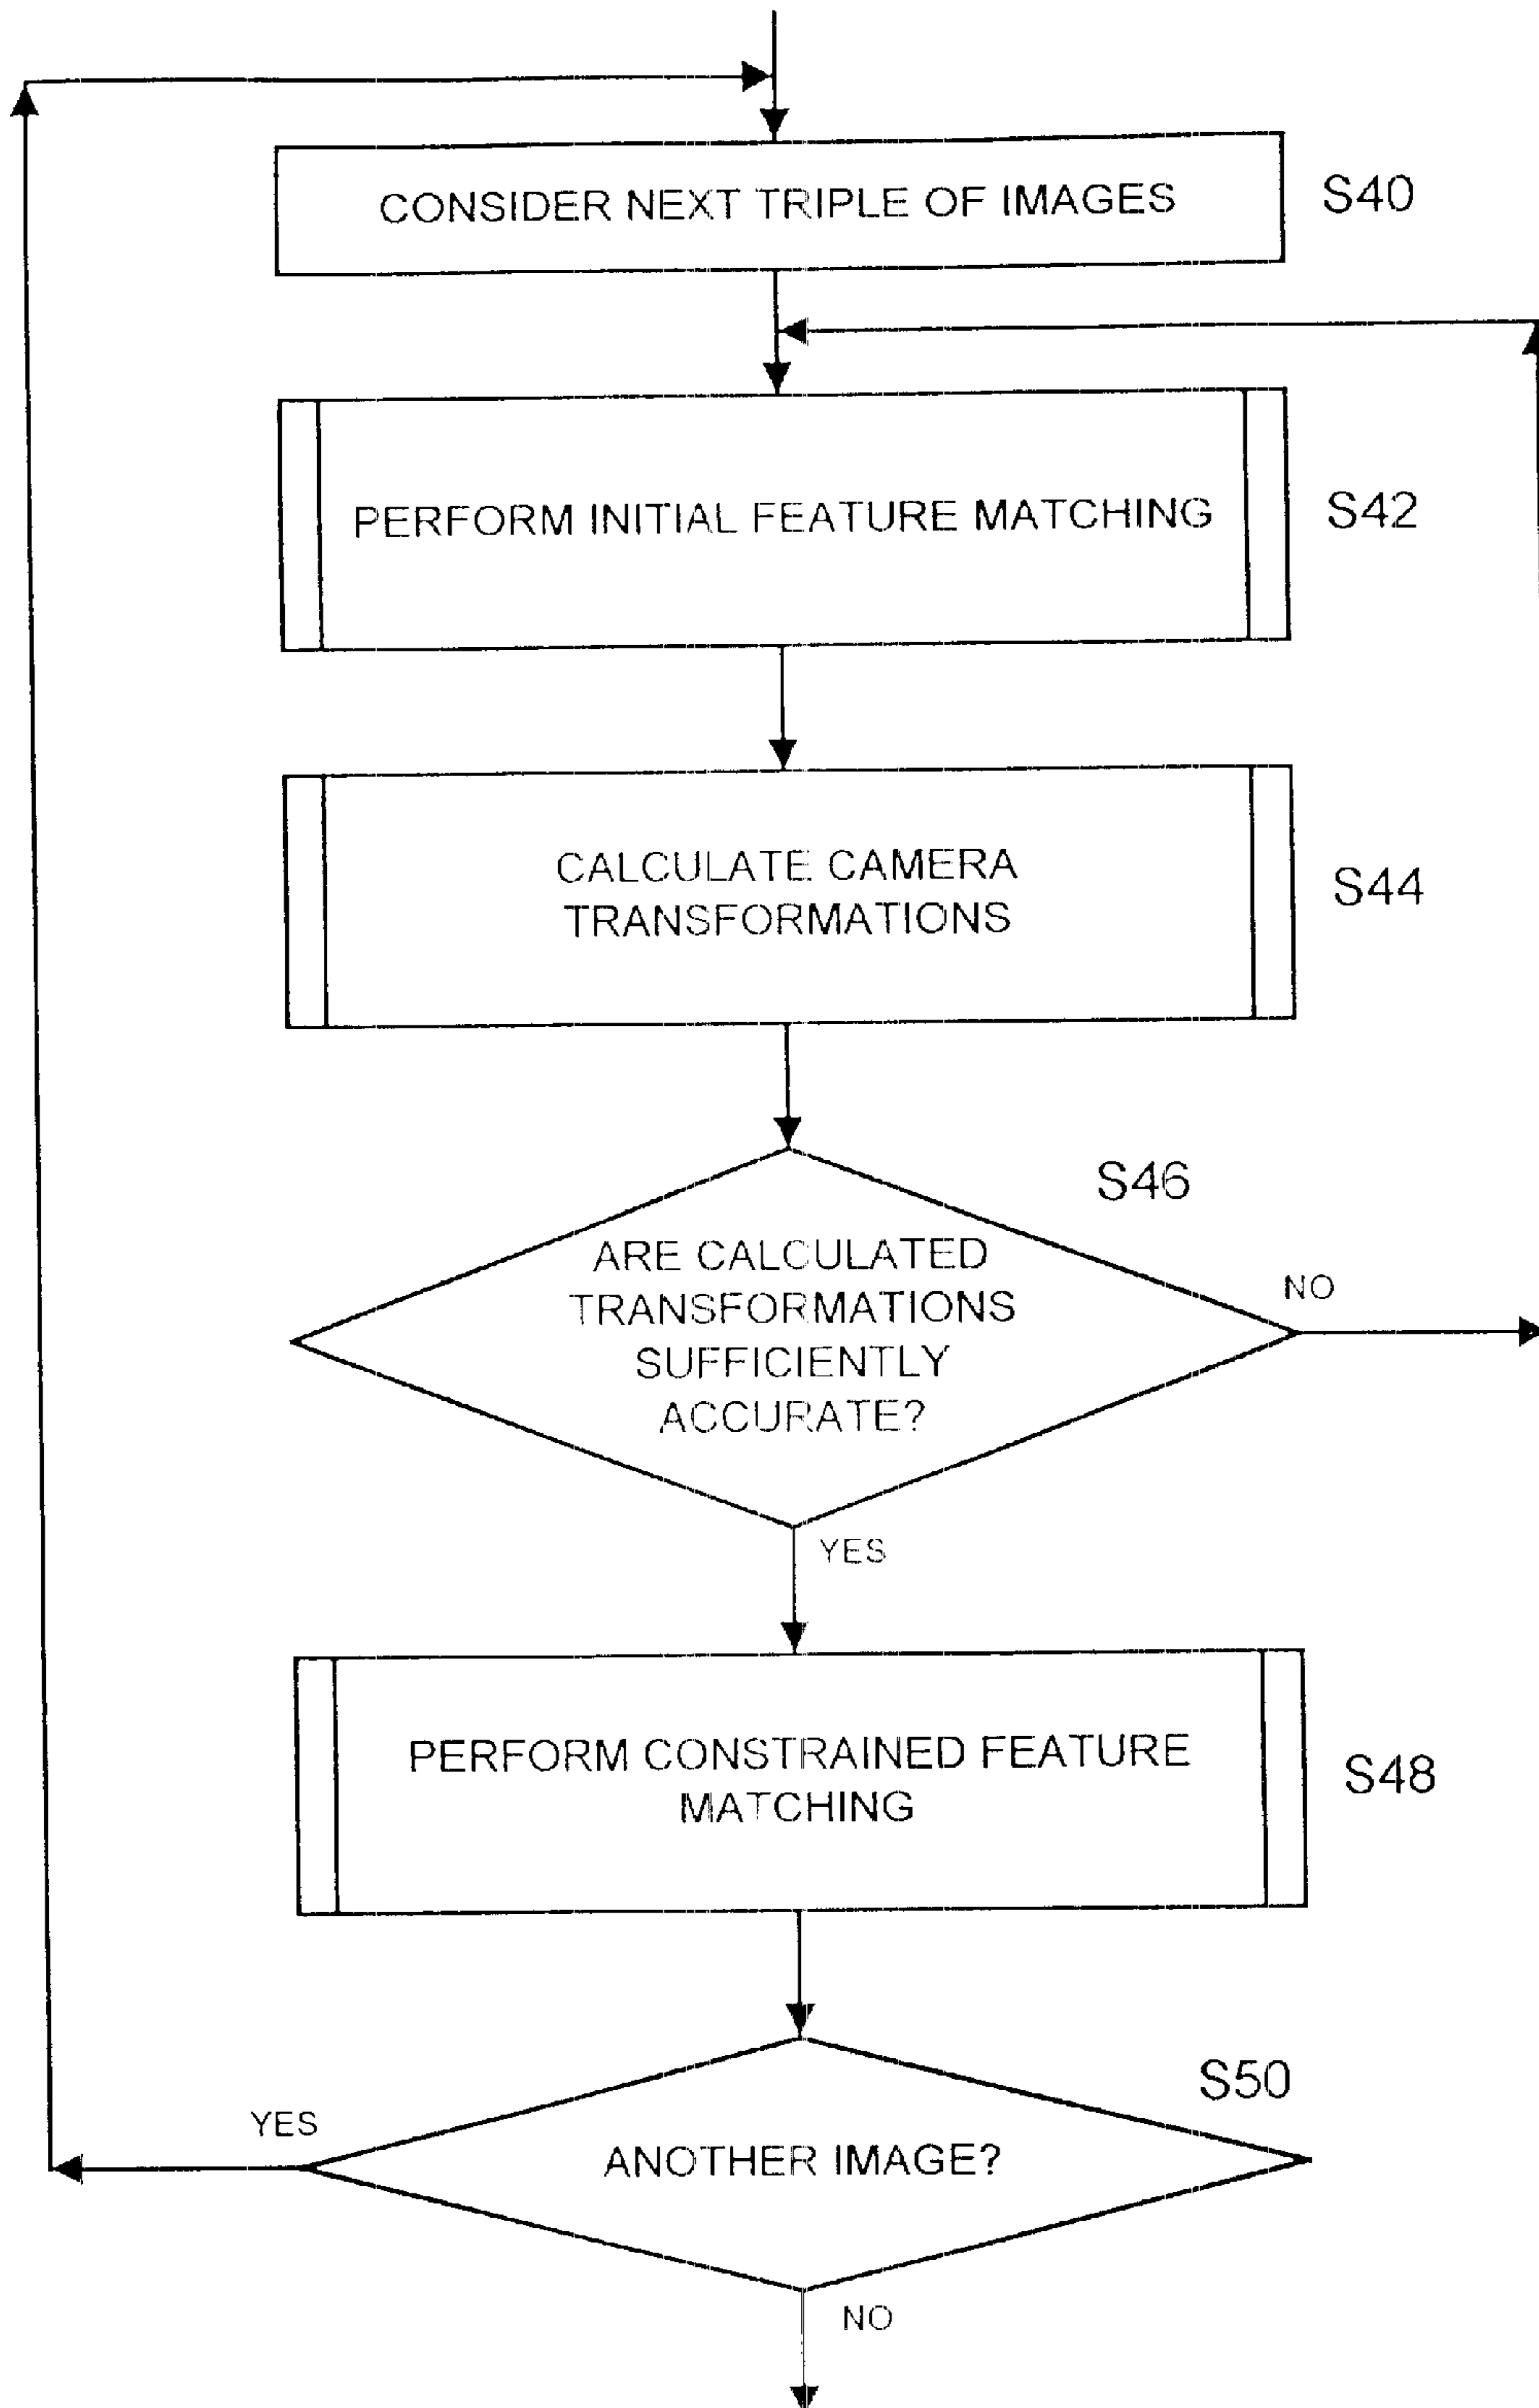 CONSIDER NEXT TRIPLE OF IMAGES S40
PERFORM INITIAL FEATURE MATCHING S42
CALCULATE CAMERA
TRANSFORMATIONS
S44
S46
ARE CALCULATED
TRANSFORMATIONS
SUFFICIENTLY
ACCURATE?
NO
YES
PERFORM CONSTRAINED FEATURE
MATCHING
S48
S50
YES
ANOTHER IMAGE?
NO